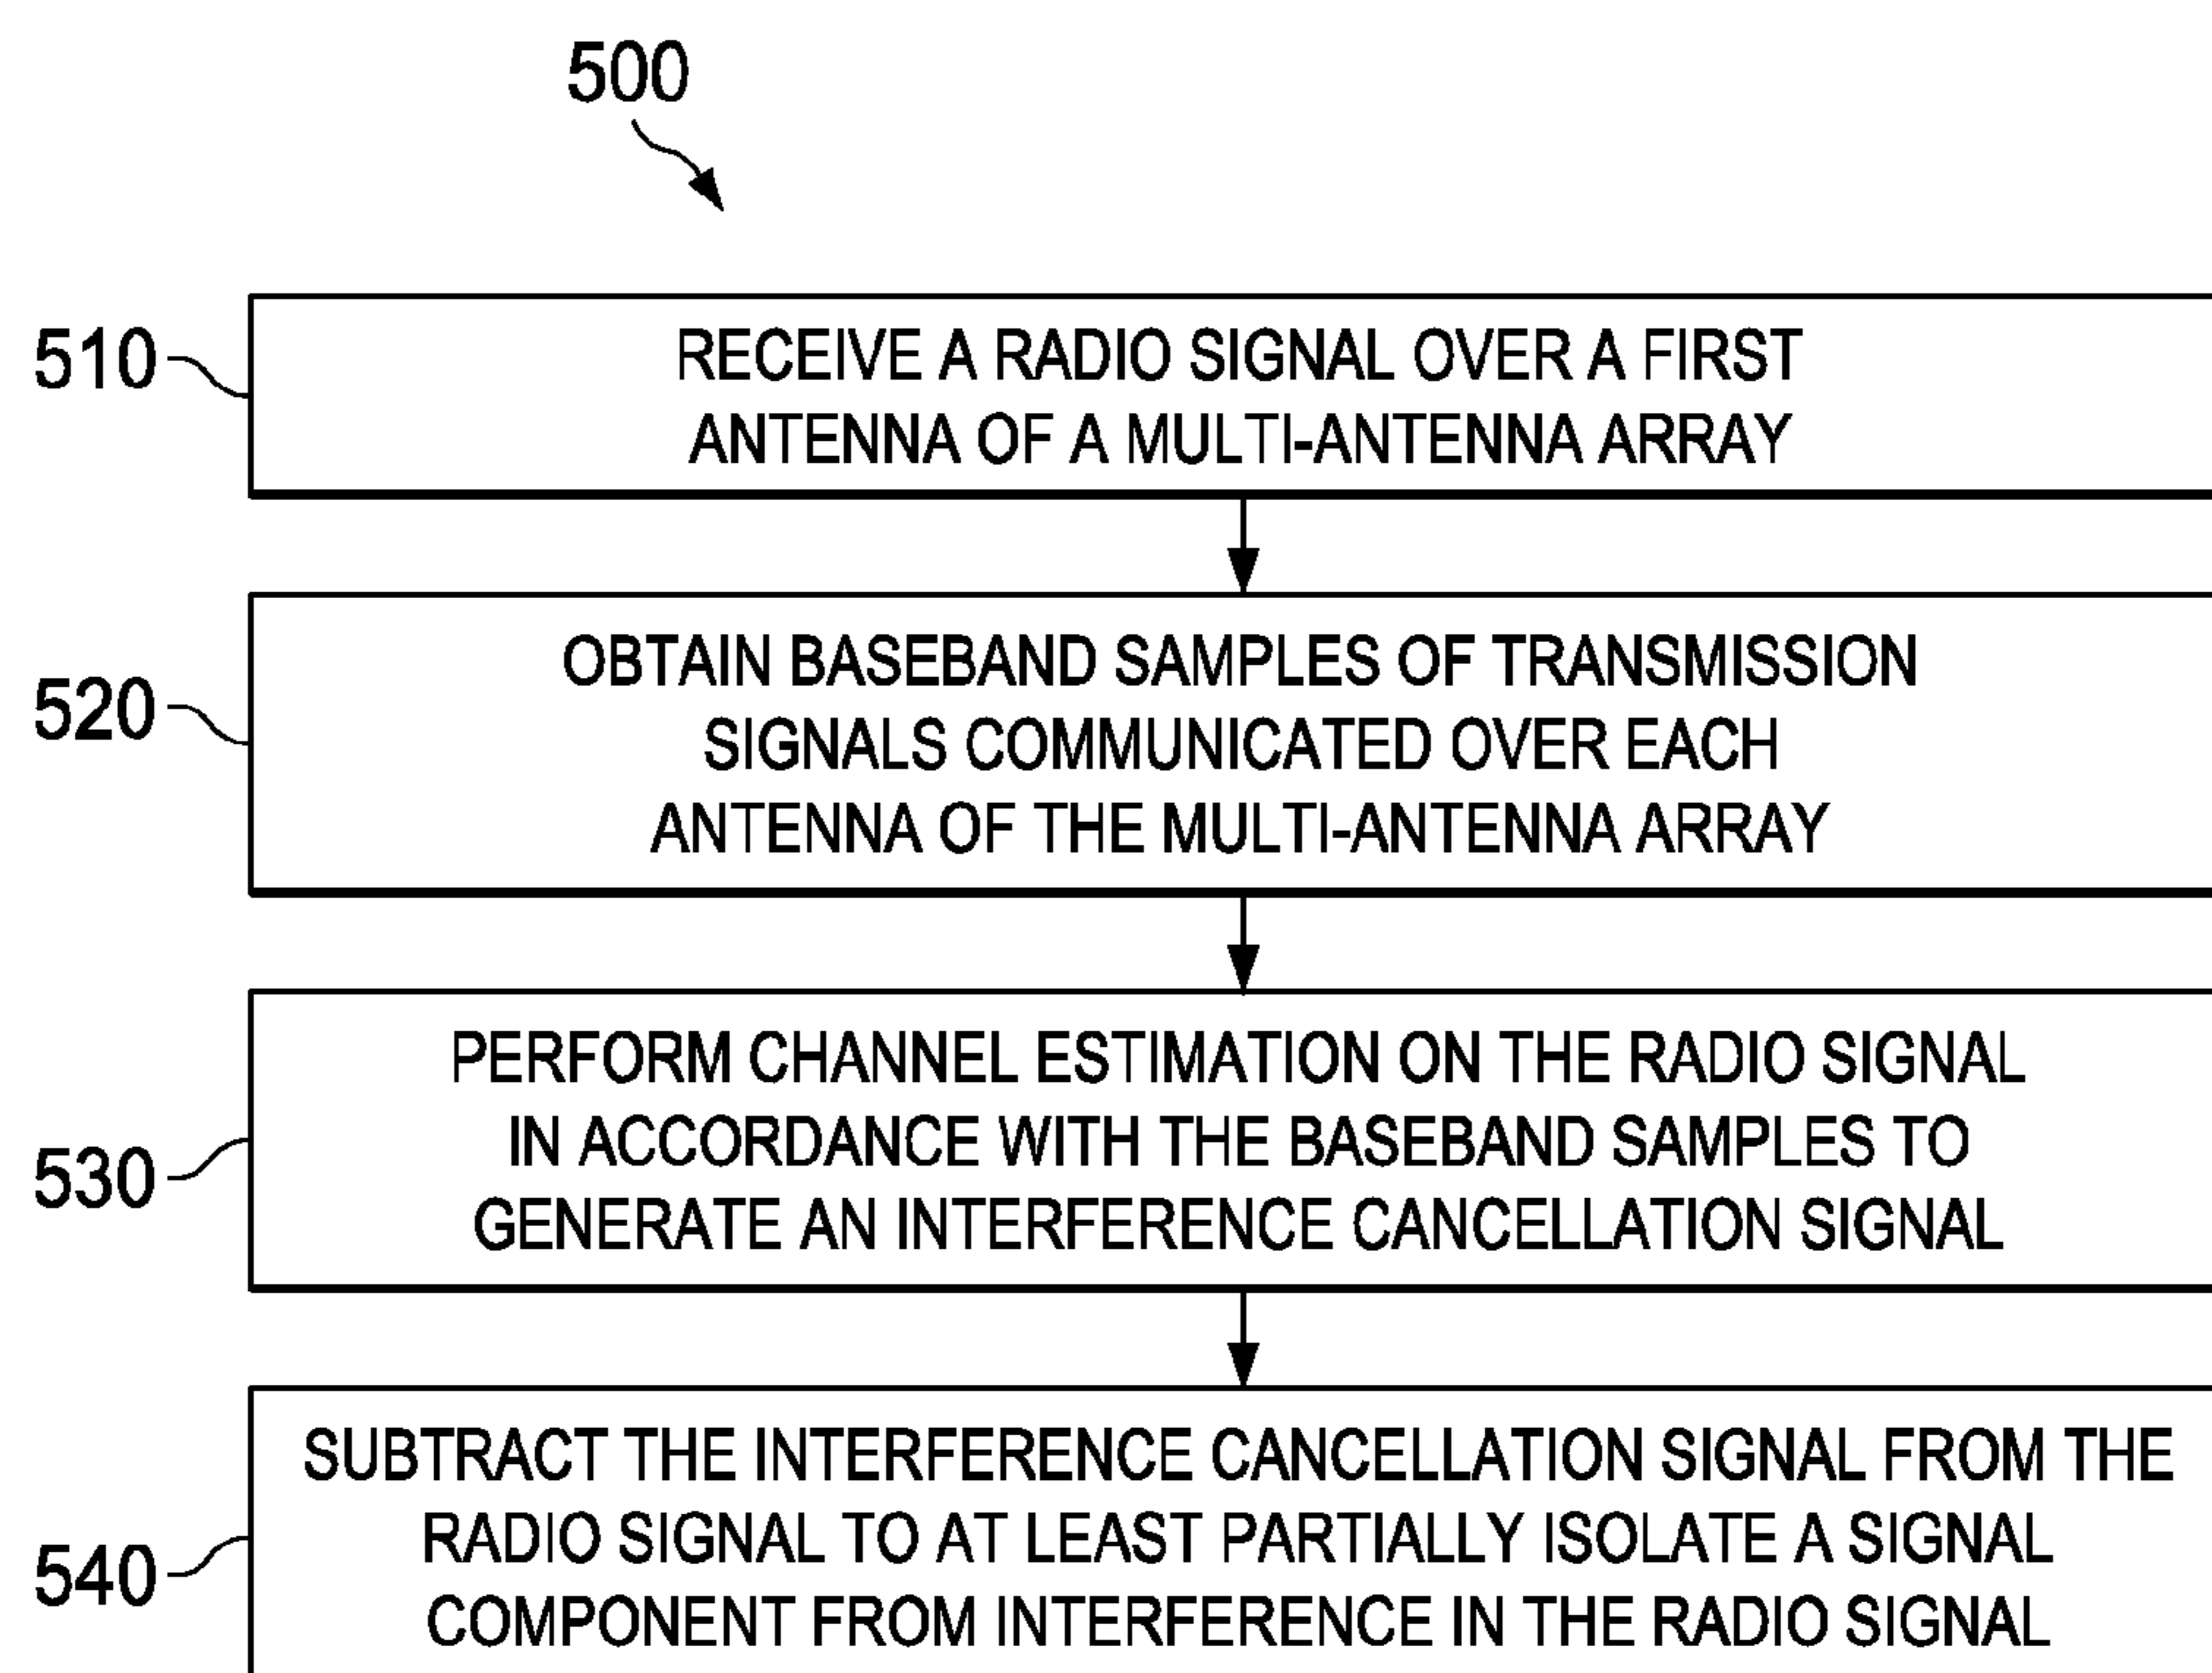 500
510
RECEIVE A RADIO SIGNAL OVER A FIRST
ANTENNA OF A MULTI-ANTENNA ARRAY
520
OBTAIN BASEBAND SAMPLES OF TRANSMISSION
SIGNALS COMMUNICATED OVER EACH
ANTENNA OF THE MULTI-ANTENNA ARRAY
530
PERFORM CHANNEL ESTIMATION ON THE RADIO SIGNAL
IN ACCORDANCE WITH THE BASEBAND SAMPLES TO
GENERATE AN INTERFERENCE CANCELLATION SIGNAL
540
SUBTRACT THE INTERFERENCE CANCELLATION SIGNAL FROM THE
RADIO SIGNAL TO AT LEAST PARTIALLY ISOLATE A SIGNAL
COMPONENT FROM INTERFERENCE IN THE RADIO SIGNAL